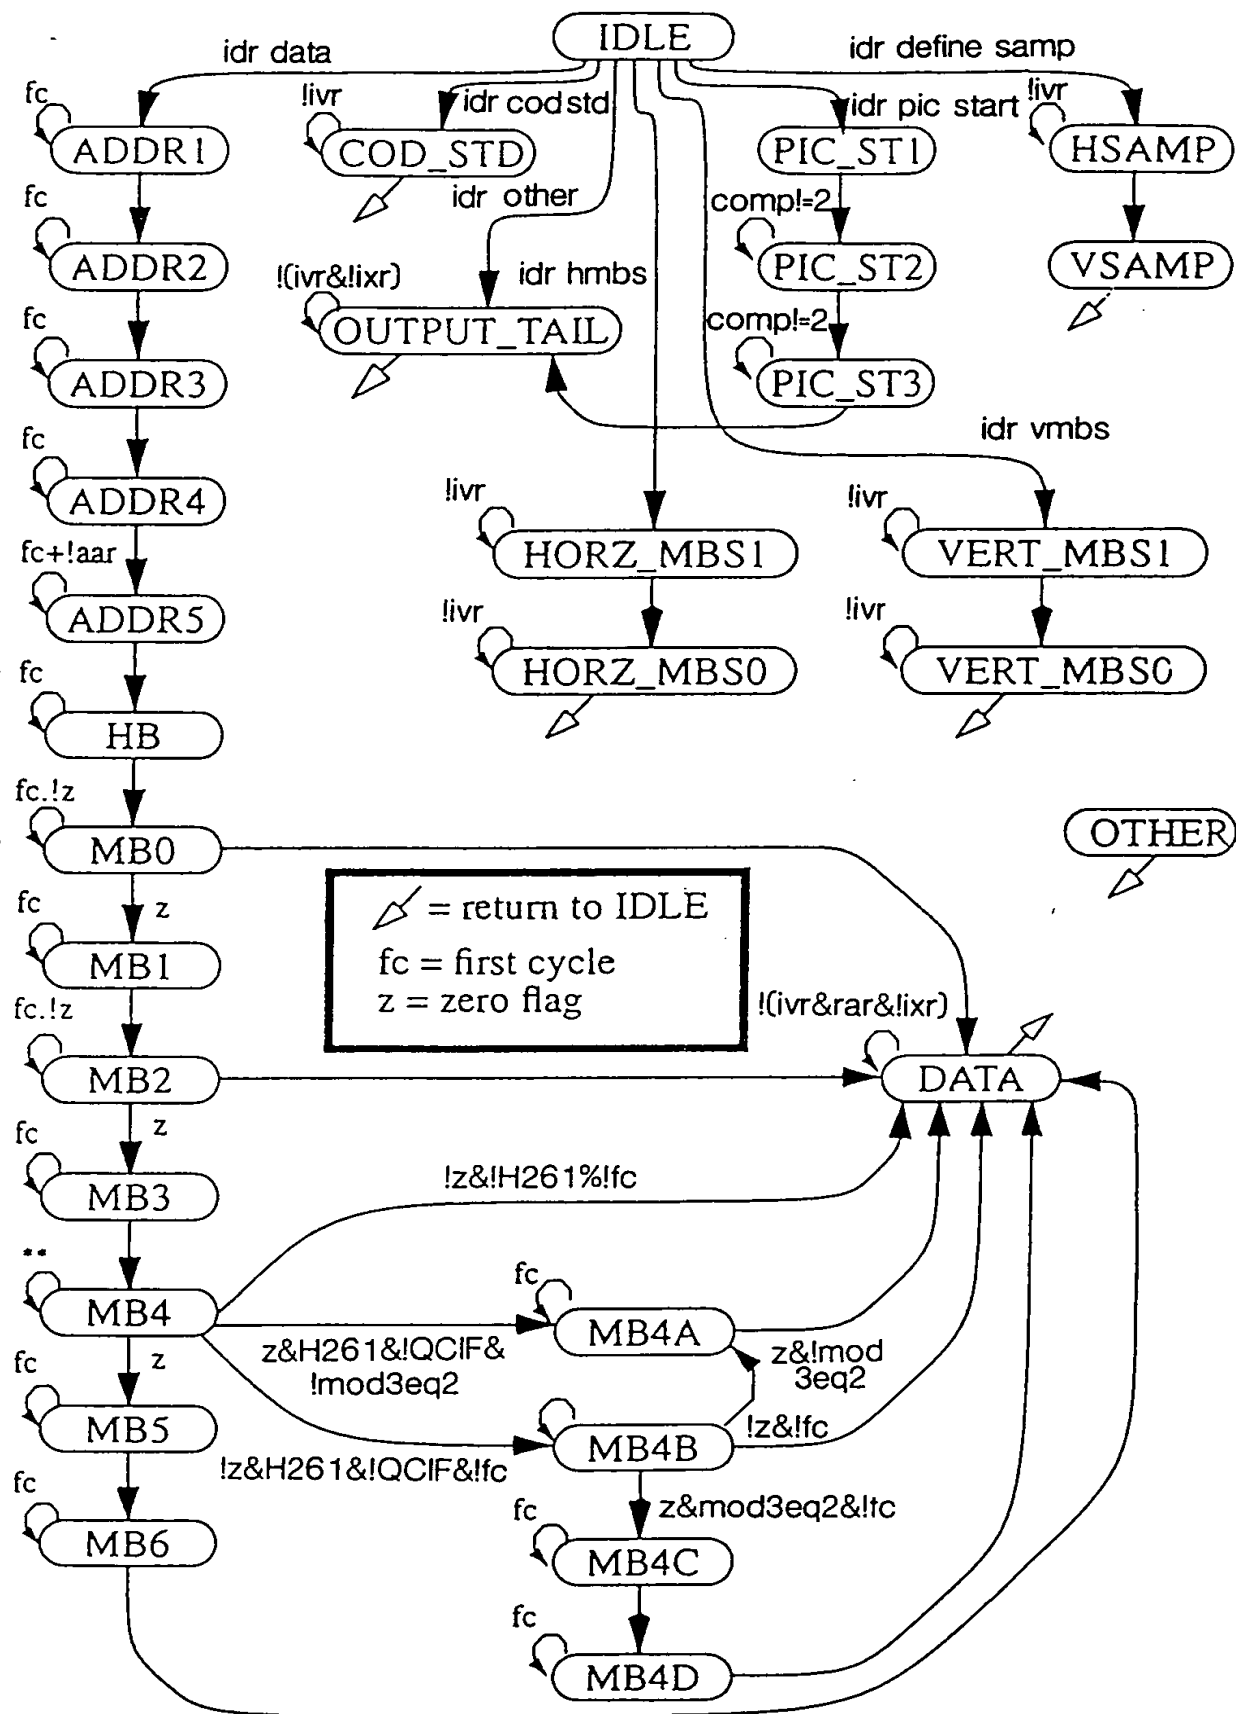 IDLE
idr data
idr define samp
fc
!ivr
idr codstd
idr pic start
!ivr
ADDR1
COD_STD
PIC_ST1
HSAMP
fc
idr other
comp!=2
ADDR2
!(ivr&!ixr)
idr hmbs
PIC_ST2
VSAMP
fc
OUTPUT_TAIL
comp!=2
ADDR3
PIC_ST3
fc
idr vmbs
ADDR4
!ivr
!ivr
fc+!aar
HORZ_MBS1
VERT_MBS1
ADDR5
!ivr
!ivr
fc
HORZ_MBS0
VERT_MBS0
HB
fc.!z
MB0
OTHER
fc
z
= return to IDLE
MB1
fc = first cycle
fc.!z
z = zero flag
!(ivr&rar&!ixr)
MB2
DATA
fc
z
MB3
!z&!H261%!fc
**
fc
MB4
MB4A
fc
z
z&H261&!QCIF&
!mod3eq2
z&!mod
3eq2
MB5
MB4B
!z&!fc
!z&H261&!QCIF&!fc
fc
z&mod3eq2&!fc
MB6
fc
MB4C
fc
MB4D